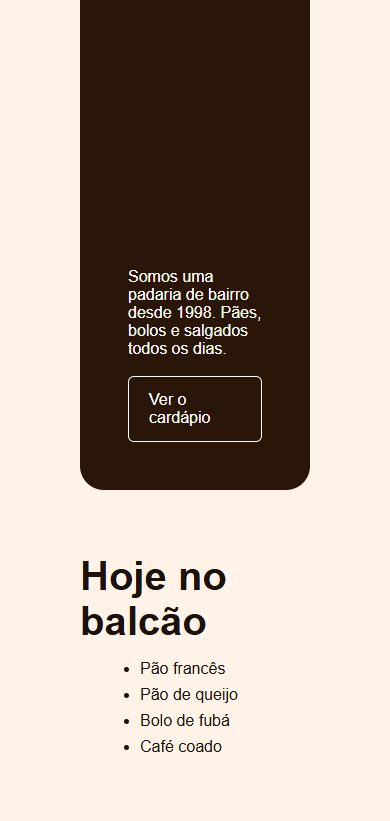 Somos uma
padaria de bairro
desde 1998. Pães,
bolos e salgados
todos os dias.
Ver o
cardápio
Hoje no
balcão
Pão francês
Pão de queijo
Bolo de fubá
Café coado